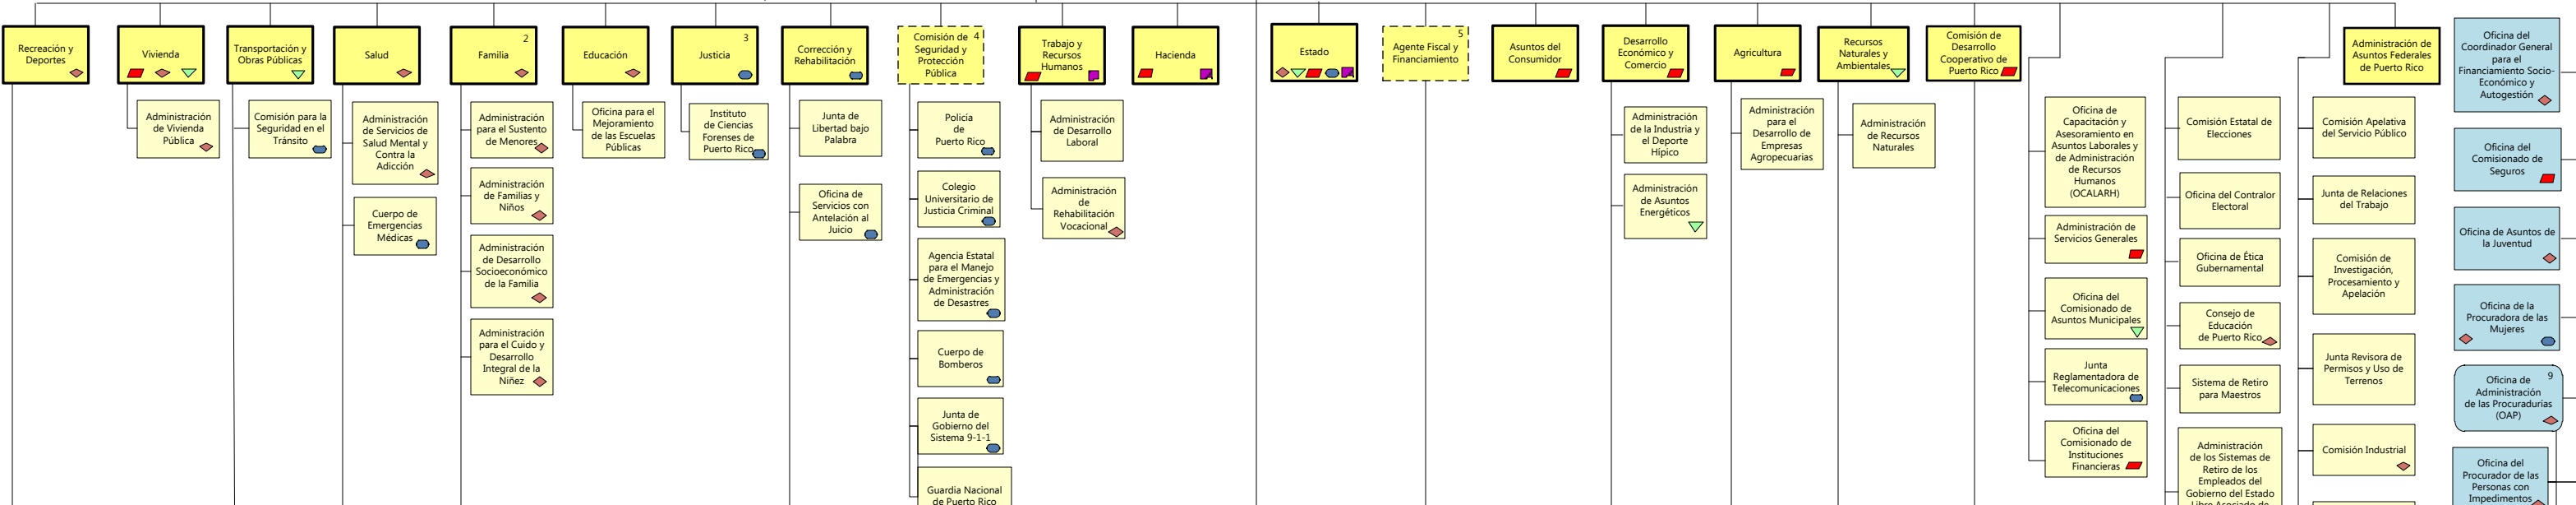 Recreación y
Deportes
Vivienda
Transportación y
Obras Públicas
Salud
2
Familia
Educación
3
Justicia
Corrección y
Rehabilitación
Comisión de 4
Seguridad y
Protección
Pública
Trabajo y
Recursos
Humanos
Hacienda
Estado
5
Agente Fiscal y
Financiamiento
Asuntos del
Consumidor
Desarrollo
Económico y
Comercio
Agricultura
Recursos
Naturales y
Ambientales
Comisión de
Desarrollo
Cooperativo de
Puerto Rico
Administración de
Asuntos Federales
de Puerto Rico
Administración
de Vivienda
Pública
Comisión para la
Seguridad en el
Tránsito
Administración
de Servicios de
Salud Mental y
Contra la
Adicción
Cuerpo de
Emergencias
Médicas
Administración
para el Sustento
de Menores
Administración
de Familias y
Niños
Administración
de Desarrollo
Socioeconómico
de la Familia
Administración
para el Cuido y
Desarrollo
Integral de la
Niñez
Oficina para el
Mejoramiento
de las Escuelas
Públicas
Instituto
de Ciencias
Forenses de
Puerto Rico
Junta de
Libertad bajo
Palabra
Oficina de
Servicios con
Antelación al
Juicio
Policía
de
Puerto Rico
Colegio
Universitario de
Justicia Criminal
Agencia Estatal
para el Manejo
de Emergencias y
Administración
de Desastres
Cuerpo de
Bomberos
Junta de
Gobierno del
Sistema 9-1-1
Guardia Nacional
de Puerto Rico
Administración
de Desarrollo
Laboral
Administración
de
Rehabilitación
Vocacional
Administración
de la Industria y
el Deporte
Hípico
Administración
de Asuntos
Energéticos
Administración
para el
Desarrollo de
Empresas
Agropecuarias
Administración
de Recursos
Naturales
Oficina de
Capacitación y
Asesoramiento en
Asuntos Laborales y
de Administración
de Recursos
Humanos
(OCALARH)
Administración de
Servicios Generales
Oficina del
Comisionado de
Asuntos Municipales
Junta
Reglamentadora de
Telecomunicaciones
Oficina del
Comisionado de
Instituciones
Financieras
Comisión Estatal de
Elecciones
Oficina del Contralor
Electoral
Oficina de Ética
Gubernamental
Consejo de
Educación
de Puerto Rico
Sistema de Retiro
para Maestros
Administración
de los Sistemas de
Retiro de los
Empleados del
Gobierno del Estado
Libre Asociado de
Comisión Apelativa
del Servicio Público
Junta de Relaciones
del Trabajo
Comisión de
Investigación,
Procesamiento y
Apelación
Junta Revisora de
Permisos y Uso de
Terrenos
Comisión Industrial
Oficina del
Coordinador General
para el
Financiamiento Socio-
Económico y
Autogestión
Oficina del
Comisionado de
Seguros
Oficina de Asuntos de
la Juventud
Oficina de la
Procuradora de las
Mujeres
9
Oficina de
Administración
de las Procuradurías
(OAP)
Oficina del
Procurador de las
Personas con
Impedimentos